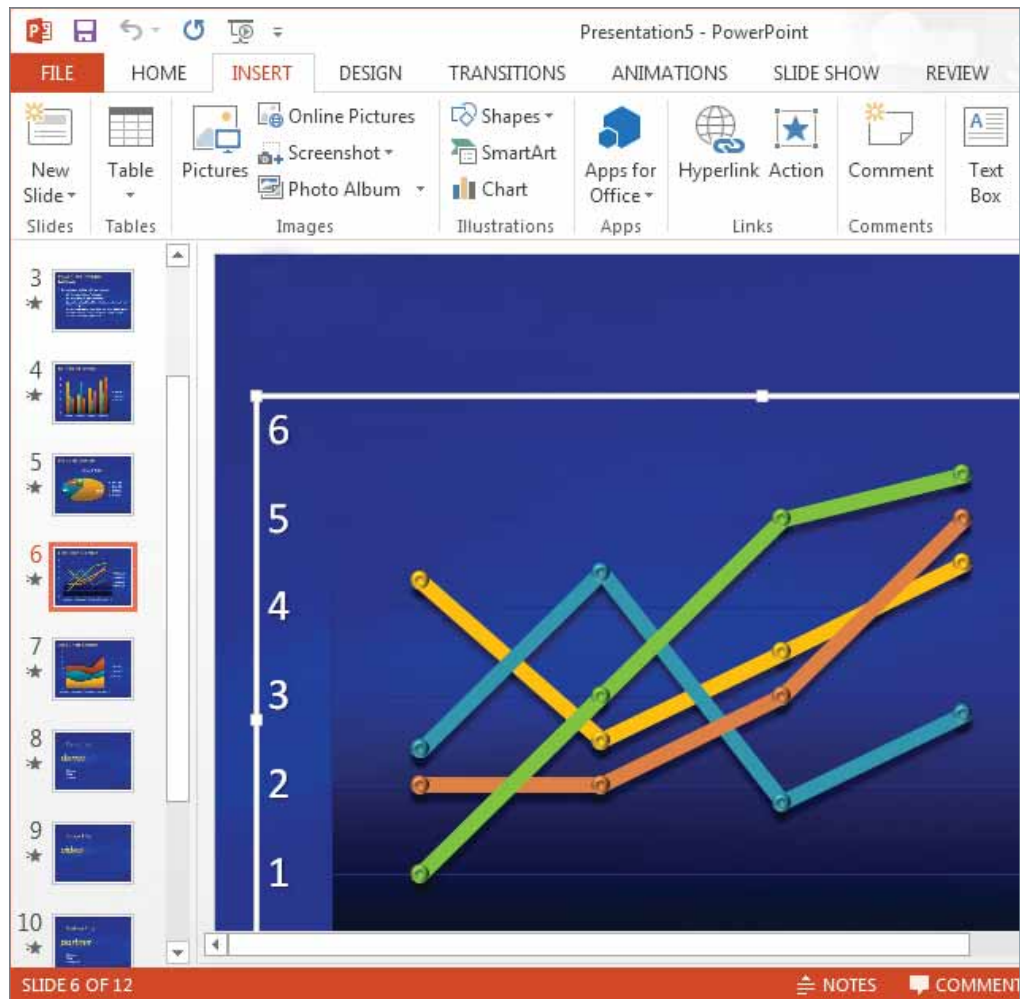 Presentation5 - PowerPoint
FILE HOME INSERT DESIGN TRANSITIONS ANIMATIONS SLIDE SHOW REVIEW
New Slide
Table
Pictures
Online Pictures
Screenshot
Photo Album
Shapes
SmartArt
Chart
Apps for Office
Hyperlink
Action
Comment
Text Box
Slides Tables Images Illustrations Apps Links Comments
3
4
5
6
7
8
demo
9
video
10
partner
6
5
4
3
2
1
SLIDE 6 OF 12 NOTES COMMENT